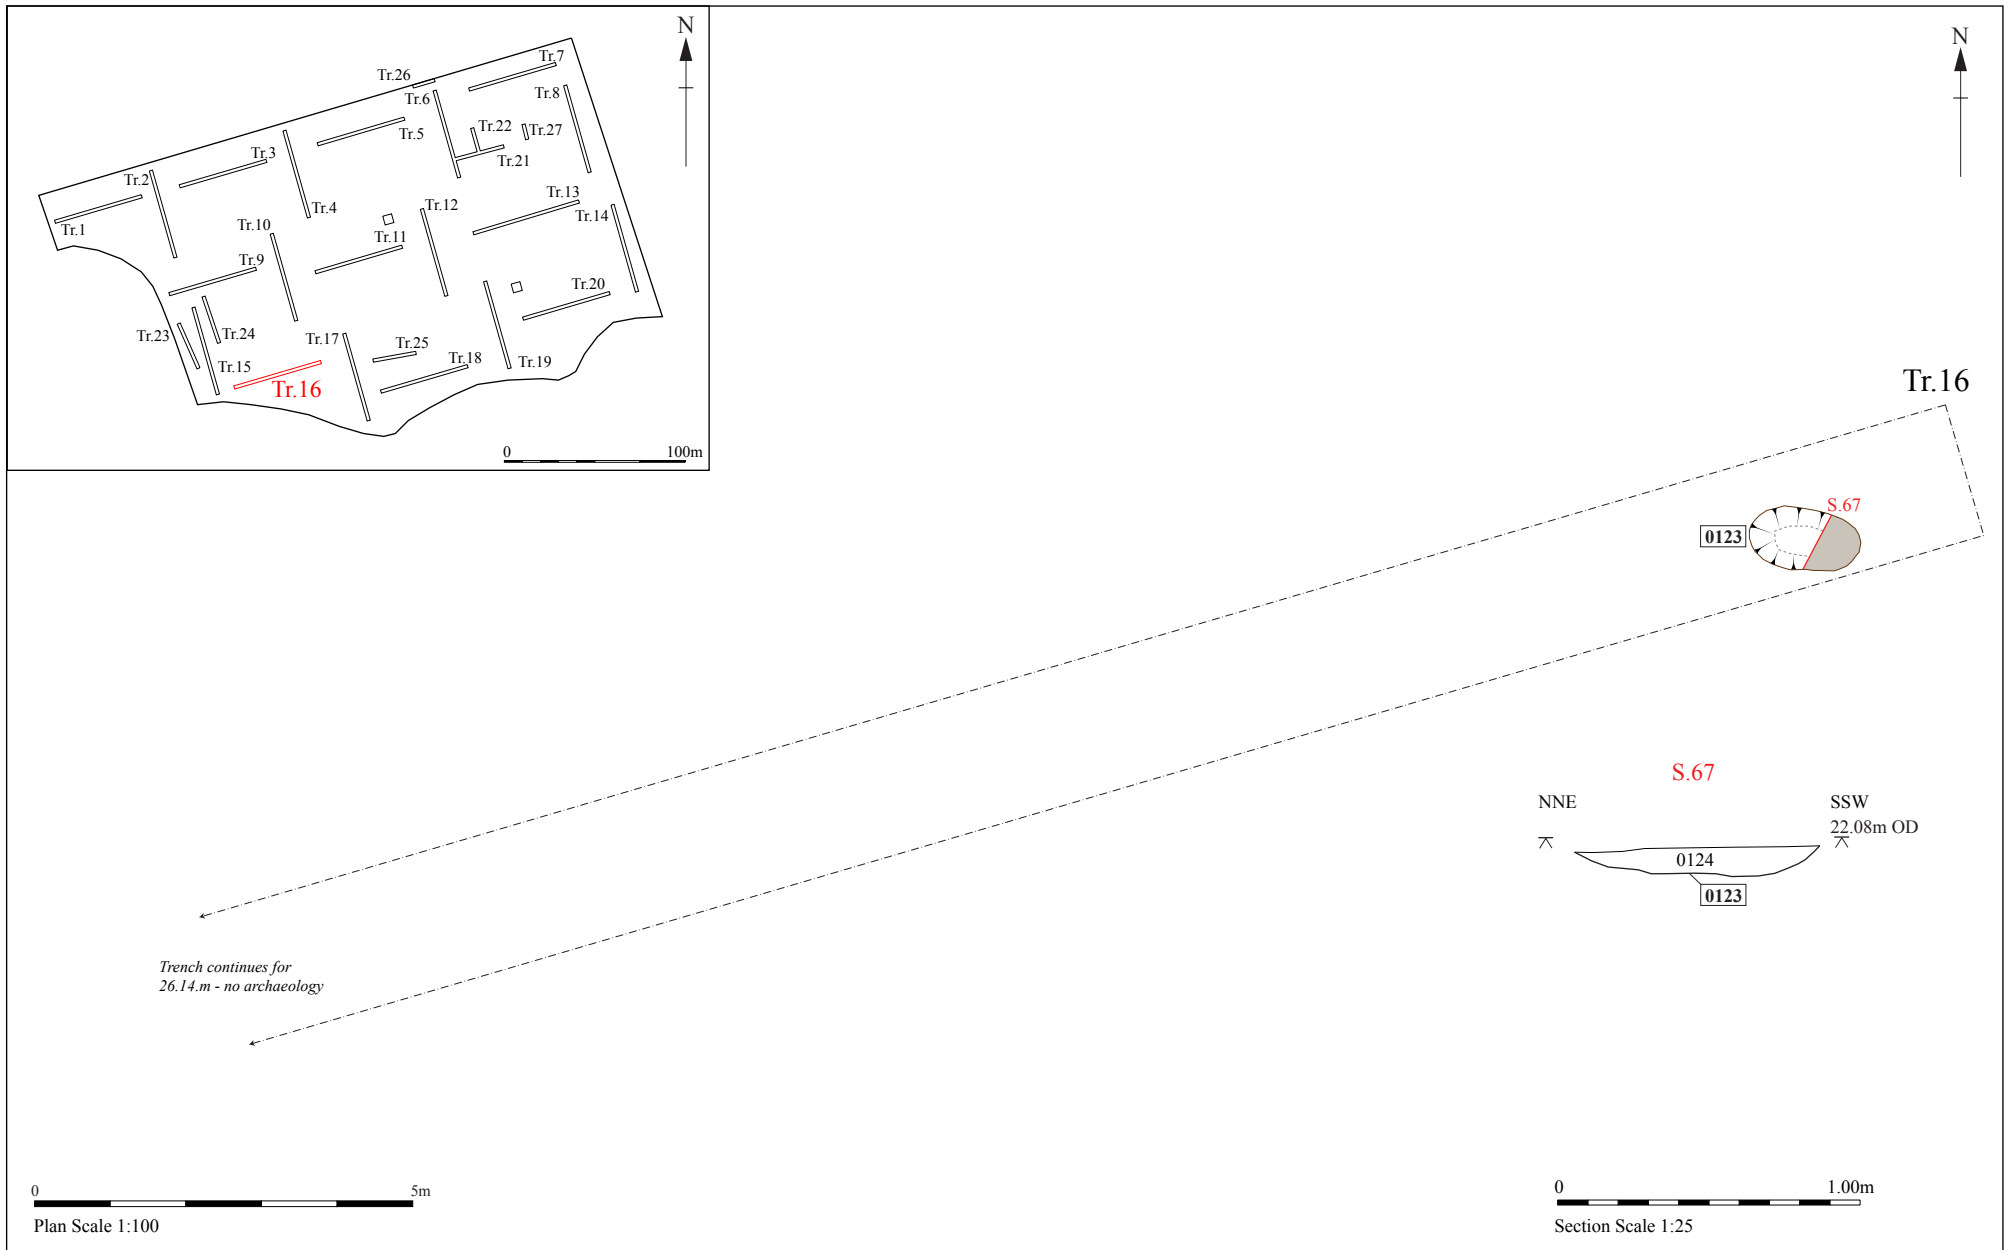 N
Tr.7
Tr.26
Tr.8
Tr.6
Tr.22
Tr.27
Tr.5
Tr.21
Tr.3
Tr.2
Tr.13
Tr.12
Tr.14
Tr.4
Tr.10
Tr.1
Tr.11
Tr.9
Tr.20
Tr.23
Tr.24
Tr.17
Tr.25
Tr.18
Tr.19
Tr.15
Tr.16
0 100m
N
Tr.16
S.67
0123
S.67
NNE SSW
22.08m OD
0124
0123
Trench continues for
26.14.m - no archaeology
0 5m
Plan Scale 1:100
0 1.00m
Section Scale 1:25